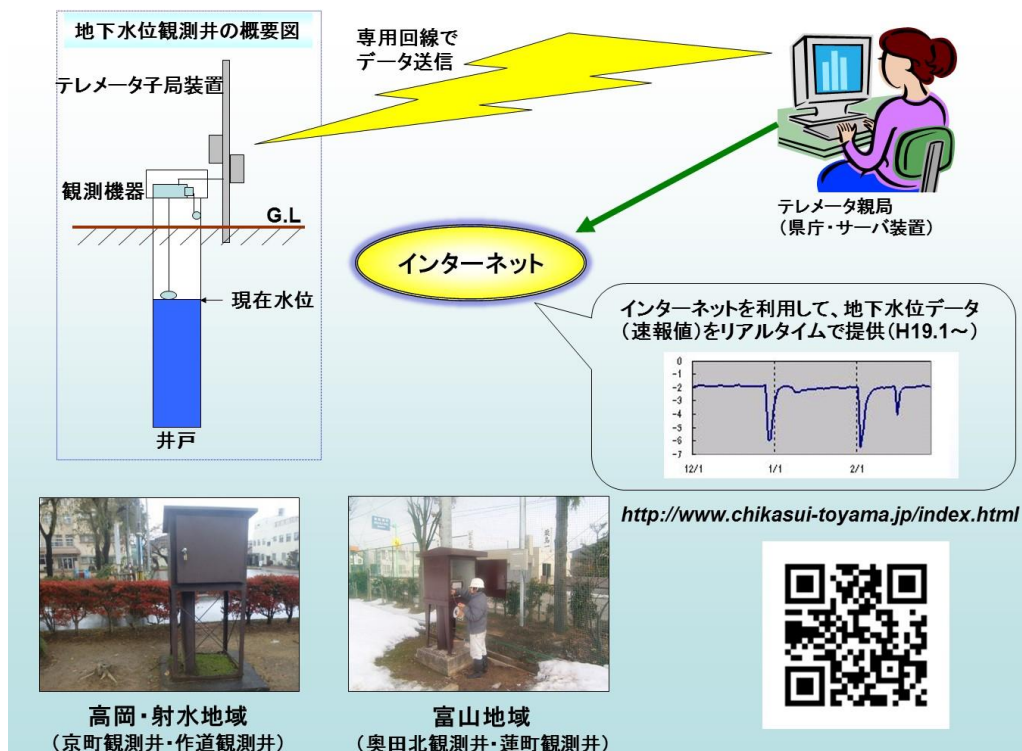 地下水位観測井の概要図
テレメータ子局装置
観測機器
G.L
現在水位
井戸
専用回線で
データ送信
テレメータ親局
（県庁・サーバ装置）
インターネット
インターネットを利用して、地下水位データ
（速報値）をリアルタイムで提供（H19.1～）
0
-1
-2
-3
-4
-5
-6
-7
12/1 1/1 2/1
http://www.chikasui-toyama.jp/index.html
高岡・射水地域
（京町観測井・作道観測井）
富山地域
（奥田北観測井・蓮町観測井）